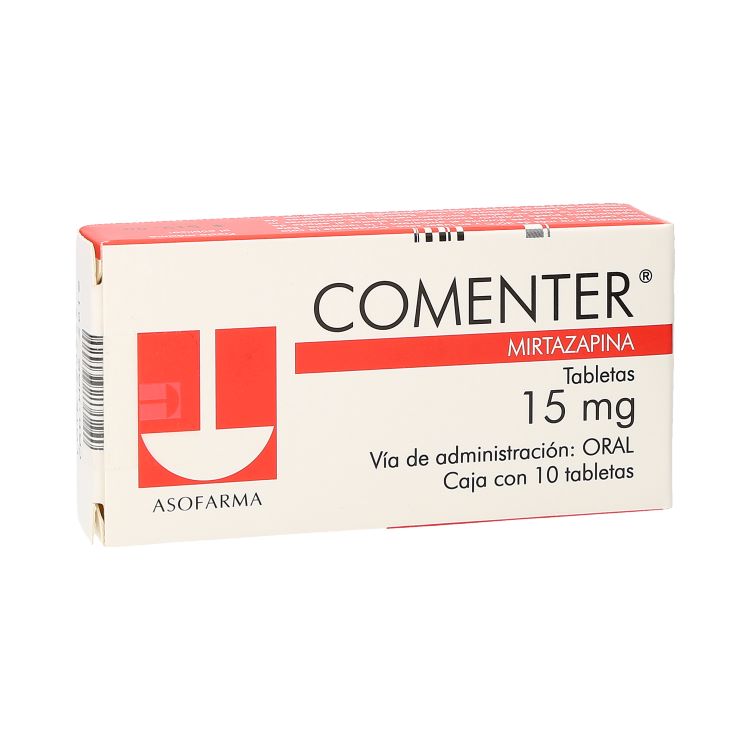 COMENTER®
MIRTAZAPINA
Tabletas
15 mg
Vía de administración: ORAL
Caja con 10 tabletas
ASOFARMA